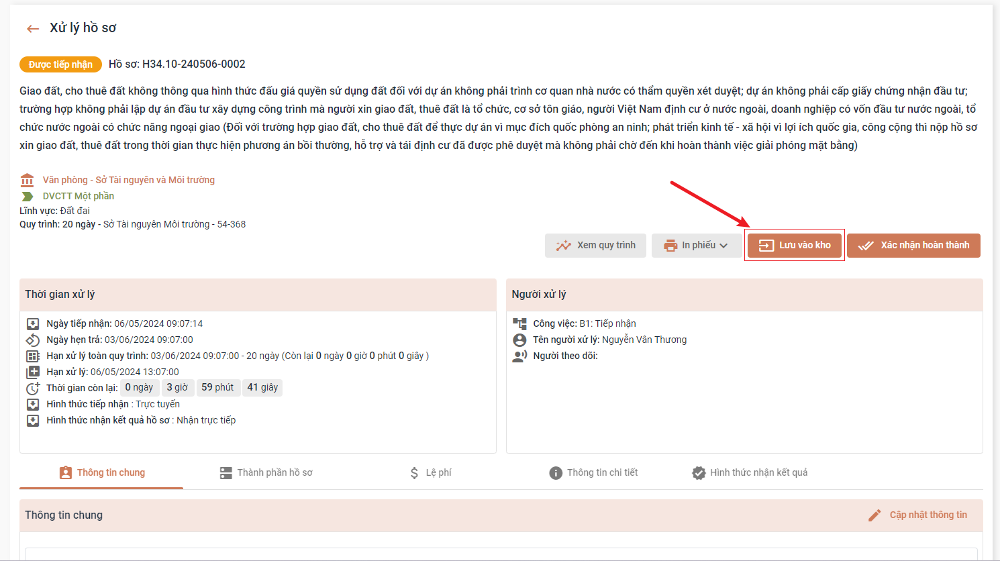 Xử lý hồ sơ
Được tiếp nhận Hồ sơ: H34.10-240506-0002
Giao đất, cho thuê đất không thông qua hình thức đấu giá quyền sử dụng đất đối với dự án không phải trình cơ quan nhà nước có thẩm quyền xét duyệt; dự án không phải cấp giấy chứng nhận đầu tư;
trường hợp không phải lập dự án đầu tư xây dựng công trình mà người xin giao đất, thuê đất là tổ chức, cơ sở tôn giáo, người Việt Nam định cư ở nước ngoài, doanh nghiệp có vốn đầu tư nước ngoài, tổ
chức nước ngoài có chức năng ngoại giao (Đối với trường hợp giao đất, cho thuê đất để thực dự án vì mục đích quốc phòng an ninh; phát triển kinh tế - xã hội vì lợi ích quốc gia, công cộng thì nộp hồ sơ
xin giao đất, thuê đất trong thời gian thực hiện phương án bồi thường, hỗ trợ và tái định cư đã được phê duyệt mà không phải chờ đến khi hoàn thành việc giải phóng mặt bằng)
Văn phòng - Sở Tài nguyên và Môi trường
DVCTT Một phần
Lĩnh vực: Đất đai
Quy trình: 20 ngày - Sở Tài nguyên Môi trường - 54-368
Xem quy trình In phiếu Lưu vào kho Xác nhận hoàn thành
Thời gian xử lý
Ngày tiếp nhận: 06/05/2024 09:07:14
Ngày hẹn trả: 03/06/2024 09:07:00
Hạn xử lý toàn quy trình: 03/06/2024 09:07:00 - 20 ngày (Còn lại 0 ngày 0 giờ 0 phút 0 giây )
Hạn xử lý: 06/05/2024 13:07:00
Thời gian còn lại: 0 ngày 3 giờ 59 phút 41 giây
Hình thức tiếp nhận : Trực tuyến
Hình thức nhận kết quả hồ sơ : Nhận trực tiếp
Người xử lý
Công việc: B1: Tiếp nhận
Tên người xử lý: Nguyễn Vân Thương
Người theo dõi:
Thông tin chung Thành phần hồ sơ Lệ phí Thông tin chi tiết Hình thức nhận kết quả
Thông tin chung Cập nhật thông tin